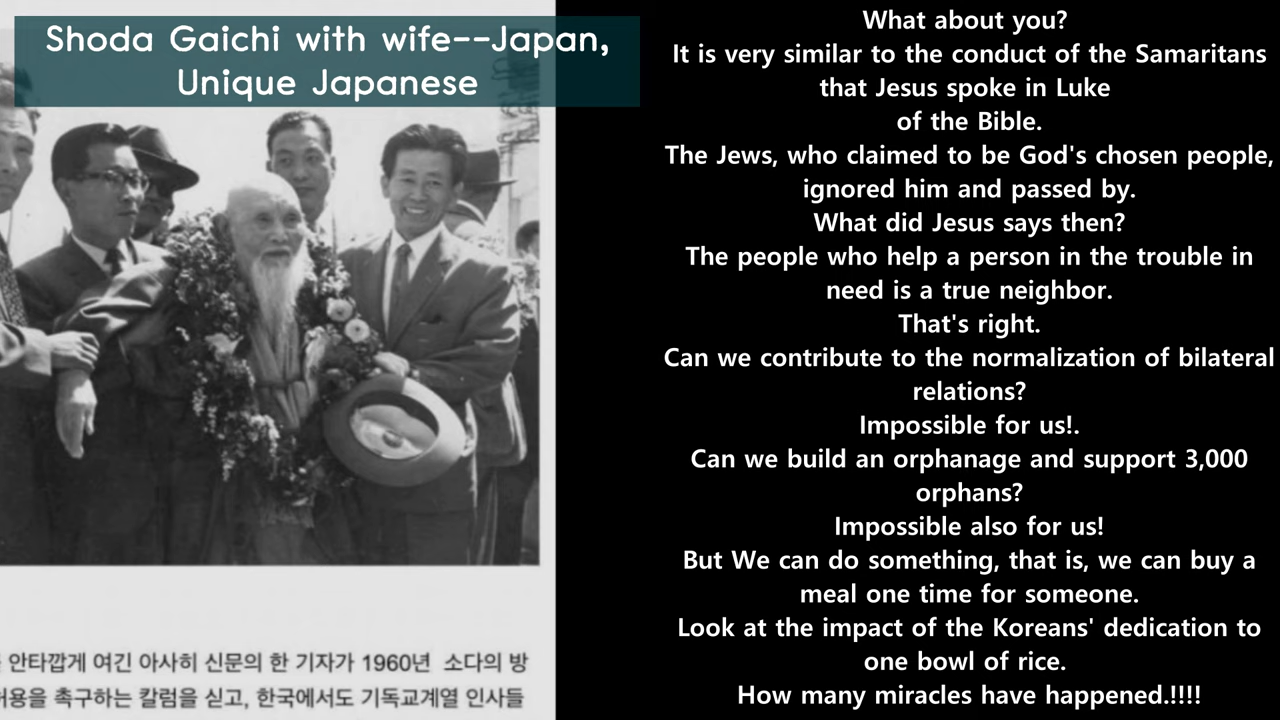 Shoda Gaichi with wife--Japan,
Unique Japanese
안타깝게 여긴 아사히 신문의 한 기자가 1960년 소다의 방
허용을 촉구하는 칼럼을 싣고, 한국에서도 기독교계열 인사들
What about you?
It is very similar to the conduct of the Samaritans
that Jesus spoke in Luke
of the Bible.
The Jews, who claimed to be God's chosen people,
ignored him and passed by.
What did Jesus says then?
The people who help a person in the trouble in
need is a true neighbor.
That's right.
Can we contribute to the normalization of bilateral
relations?
Impossible for us!.
Can we build an orphanage and support 3,000
orphans?
Impossible also for us!
But We can do something, that is, we can buy a
meal one time for someone.
Look at the impact of the Koreans' dedication to
one bowl of rice.
How many miracles have happened.!!!!